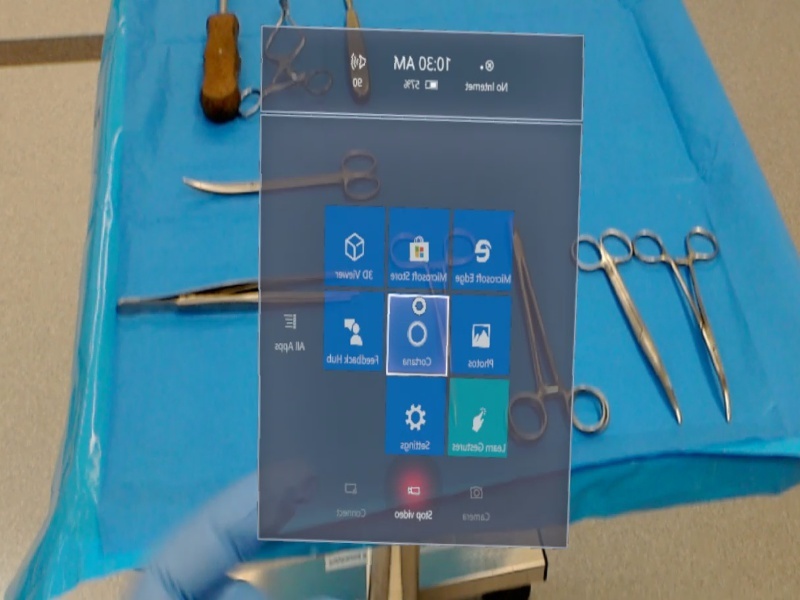 No Internet
10:30 AM
57%
90
Microsoft Edge
Microsoft Store
3D Viewer
Photos
Cortana
Feedback Hub
All Apps
Learn Gestures
Settings
Camera
Stop video
Connect